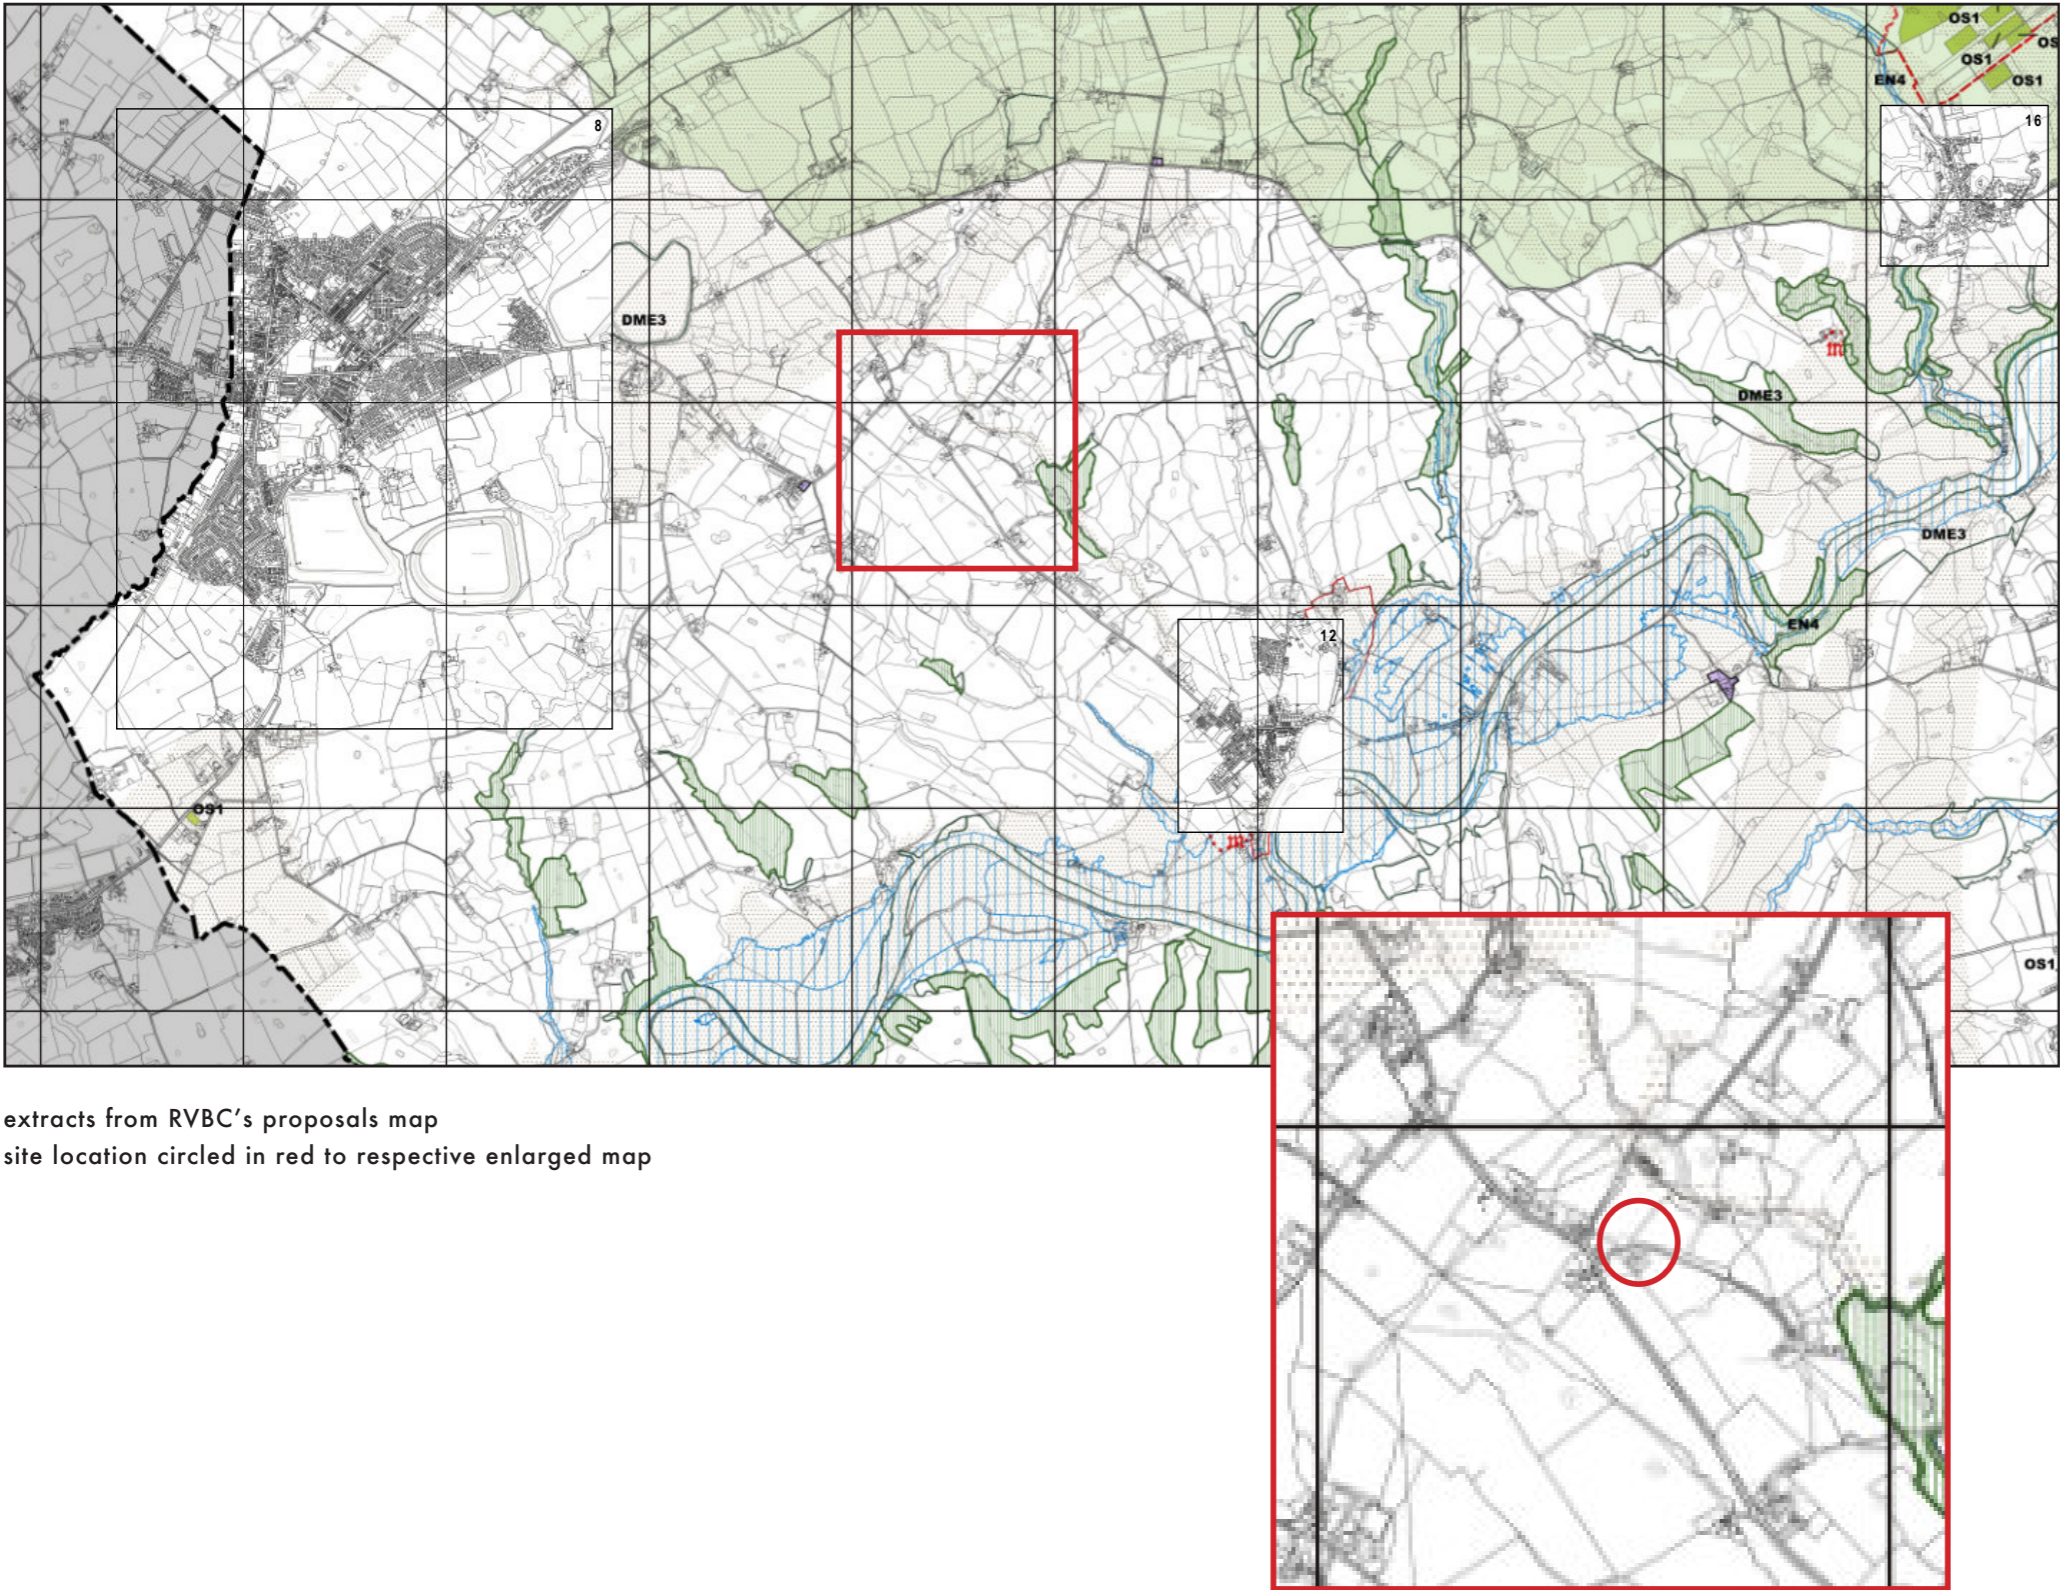 OS1
OS
OS1
EN4
OS1
8
16
DME3
DME3
DME3
EN4
12
OS1
m
m
OS1
extracts from RVBC's proposals map
site location circled in red to respective enlarged map